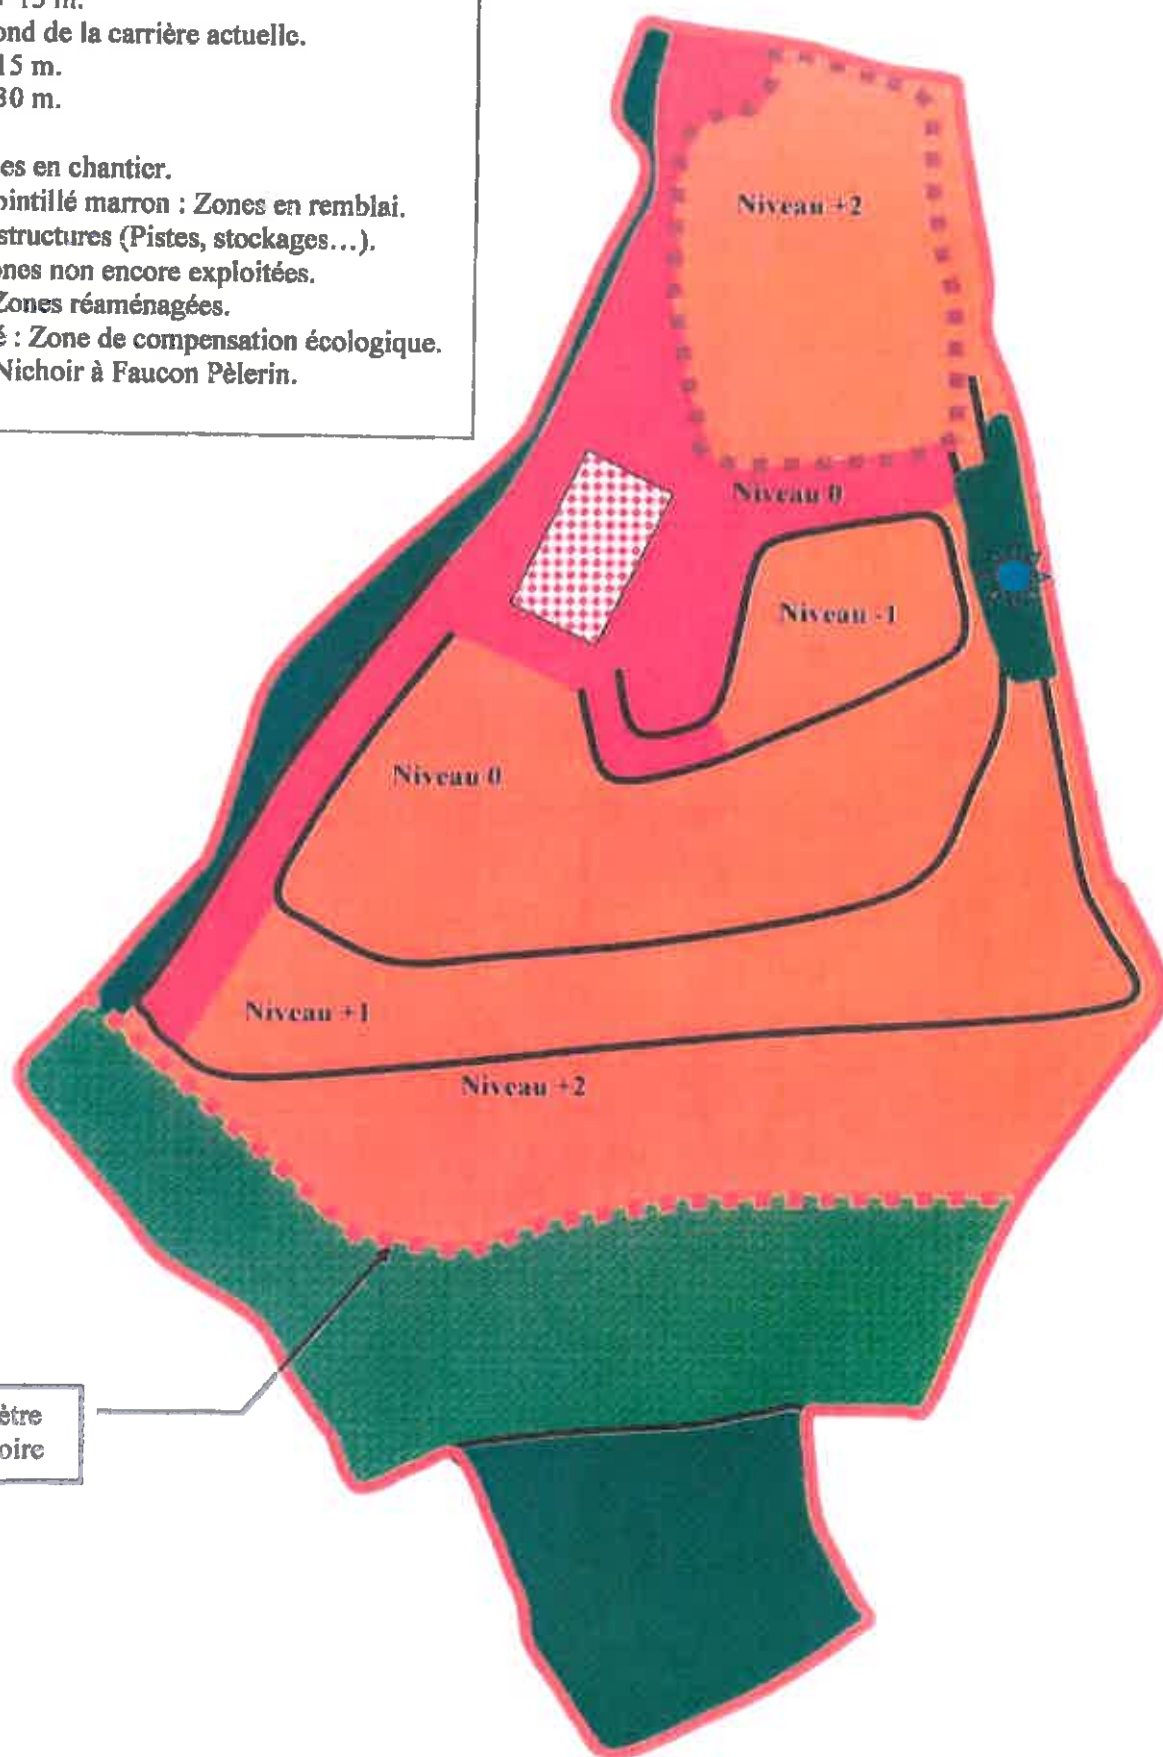 15 m.
ond de la carrière actuelle.
15 m.
30 m.
es en chantier.
ointillé marron : Zones en remblai.
structures (Pistes, stockages...).
ones non encore exploitées.
Zones réaménagées.
é : Zone de compensation écologique.
Nichoir à Faucon Pèlerin.
Niveau +2
Niveau 0
Niveau -1
Niveau 0
Niveau +1
Niveau +2
ètre
oire